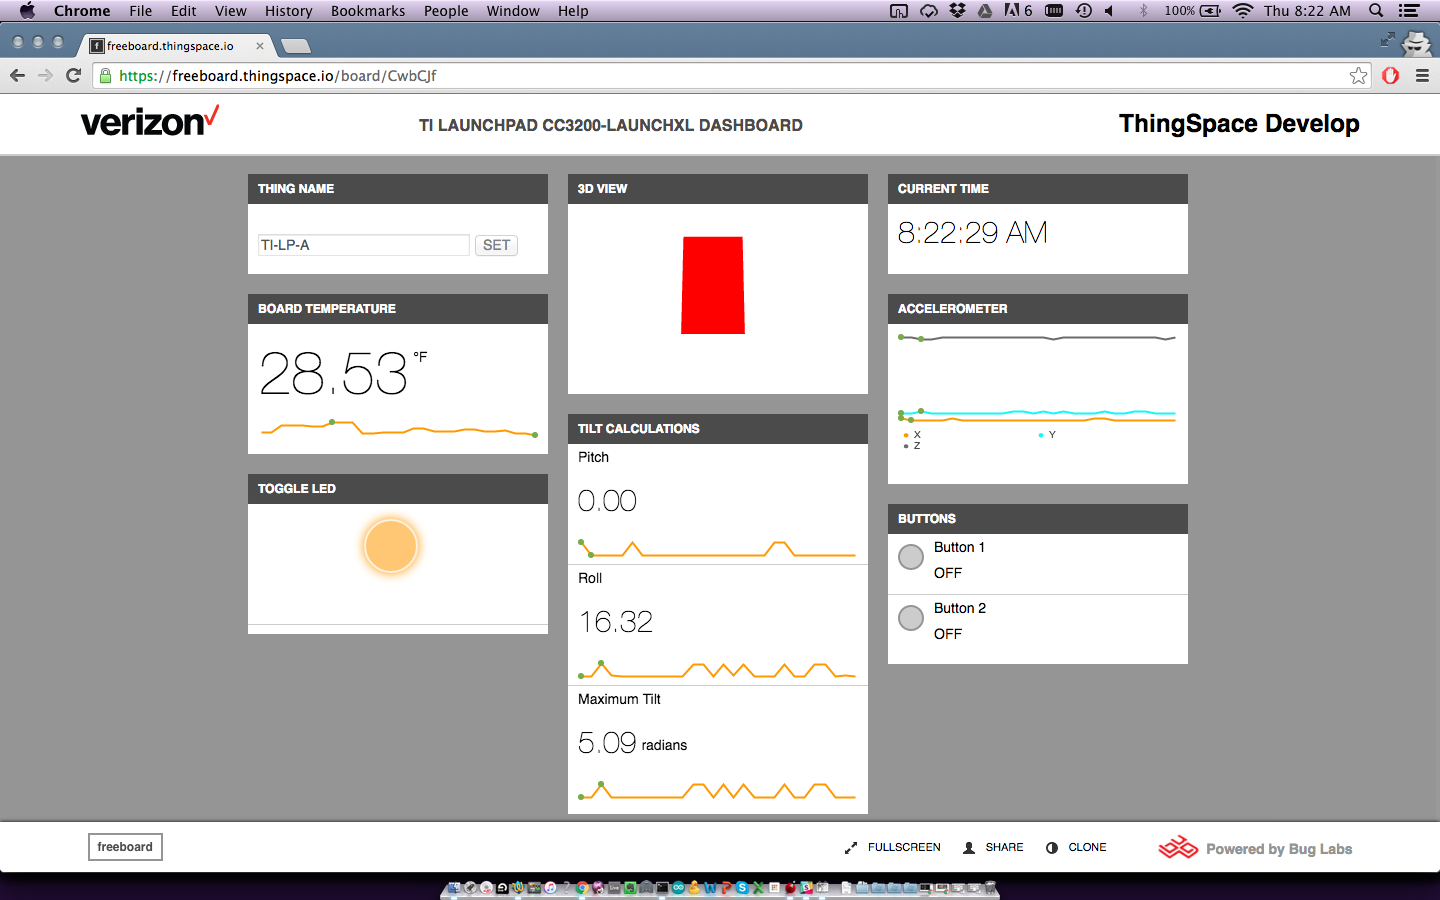 Chrome File Edit View History Bookmarks People Window Help 6 100% Thu 8:22 AM
freeboard.thingspace.io
https://freeboard.thingspace.io/board/CwbCJf
verizon
TI LAUNCHPAD CC3200-LAUNCHXL DASHBOARD
ThingSpace Develop
THING NAME
TI-LP-A SET
BOARD TEMPERATURE
28.53 °F
TOGGLE LED
3D VIEW
TILT CALCULATIONS
Pitch
0.00
Roll
16.32
Maximum Tilt
5.09 radians
CURRENT TIME
8:22:29 AM
ACCELEROMETER
X Y
Z
BUTTONS
Button 1
OFF
Button 2
OFF
freeboard
FULLSCREEN SHARE CLONE
Powered by Bug Labs